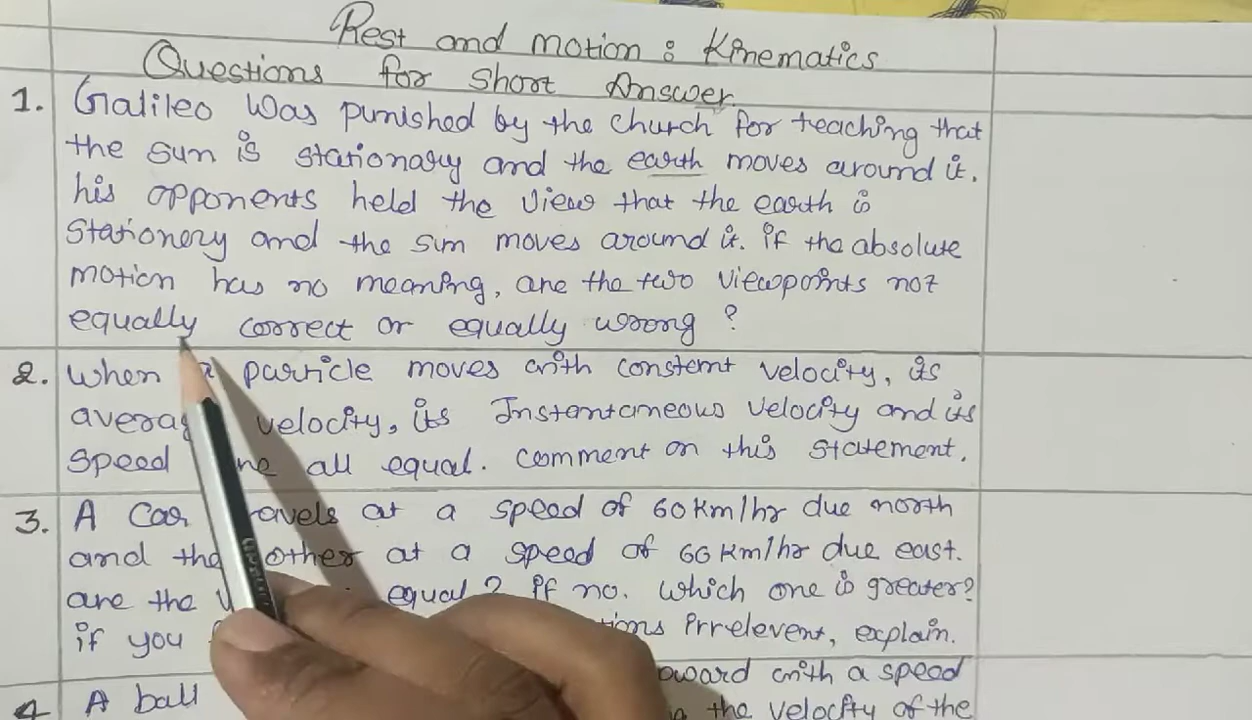 Rest and motion : Kinematics
Questions for short Answer.
1. Galileo was punished by the church for teaching that
the sun is stationary and the earth moves around it.
his opponents held the view that the earth is
stationery and the sun moves around it. if the absolute
motion has no meaning, are the two viewpoints not
equally correct or equally wrong ?
2. When a particle moves with constent velocity, its
velocity, its Instantaneous velocity and its
speed all equal. comment on this statement.
3. A Car at a speed of 60 km/hr due north
and the other at a speed of 60 km/hr due east.
are the equal ? if no. which one is greater?
if you irrelevent, explain.
4 A ball with a speed
the velocity of the